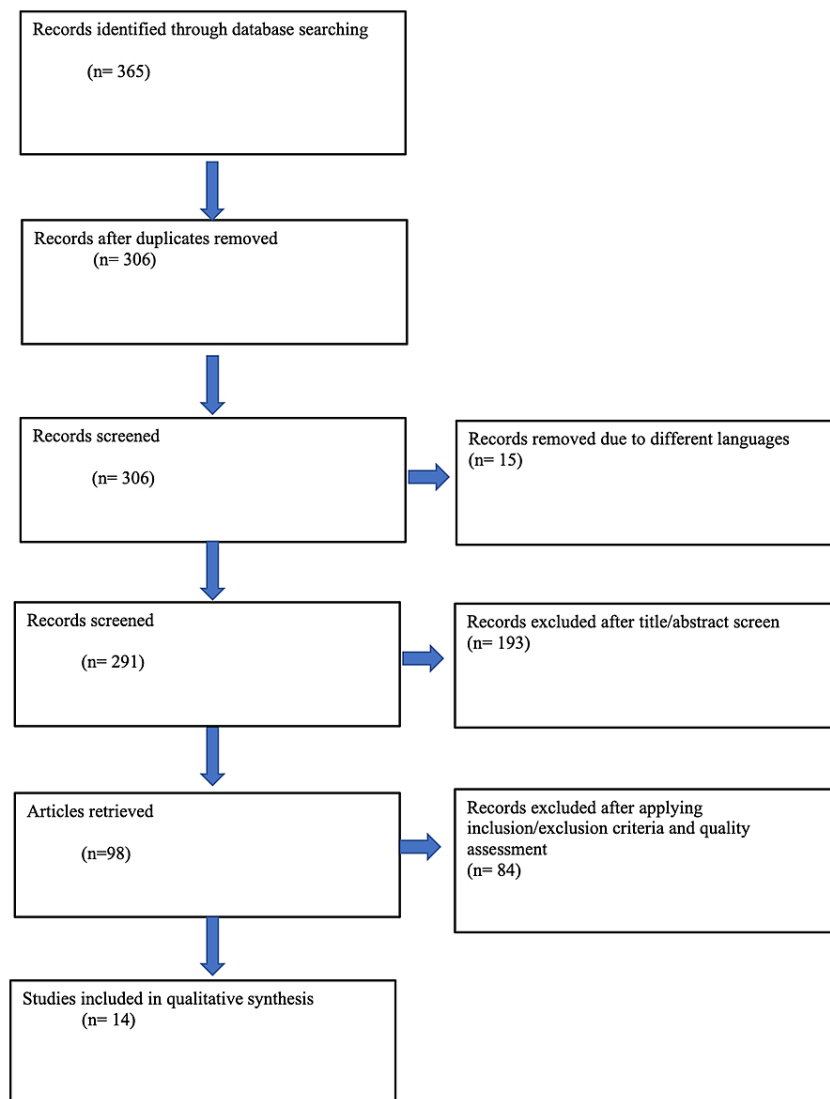 Records identified through database searching
(n= 365)
Records after duplicates removed
(n= 306)
Records screened
(n= 306)
Records removed due to different languages
(n= 15)
Records screened
(n= 291)
Records excluded after title/abstract screen
(n= 193)
Articles retrieved
(n=98)
Records excluded after applying
inclusion/exclusion criteria and quality
assessment
(n= 84)
Studies included in qualitative synthesis
(n= 14)